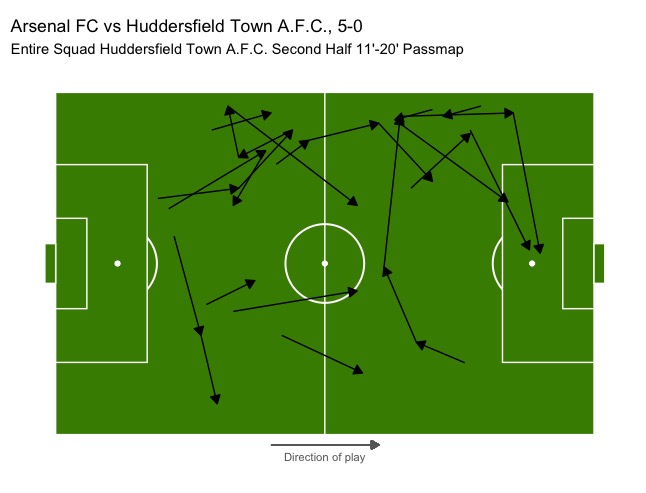 Arsenal FC vs Huddersfield Town A.F.C., 5-0
Entire Squad Huddersfield Town A.F.C. Second Half 11'-20' Passmap
Direction of play